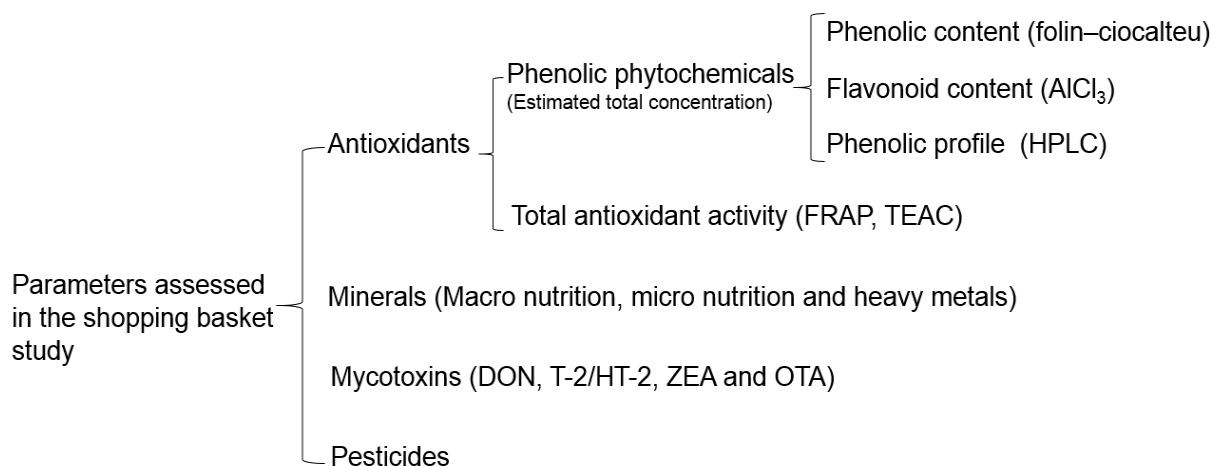 Parameters assessed
in the shopping basket
study
Antioxidants
Phenolic phytochemicals
(Estimated total concentration)
Phenolic content (folin–ciocalteu)
Flavonoid content (AlCl₃)
Phenolic profile (HPLC)
Total antioxidant activity (FRAP, TEAC)
Minerals (Macro nutrition, micro nutrition and heavy metals)
Mycotoxins (DON, T-2/HT-2, ZEA and OTA)
Pesticides